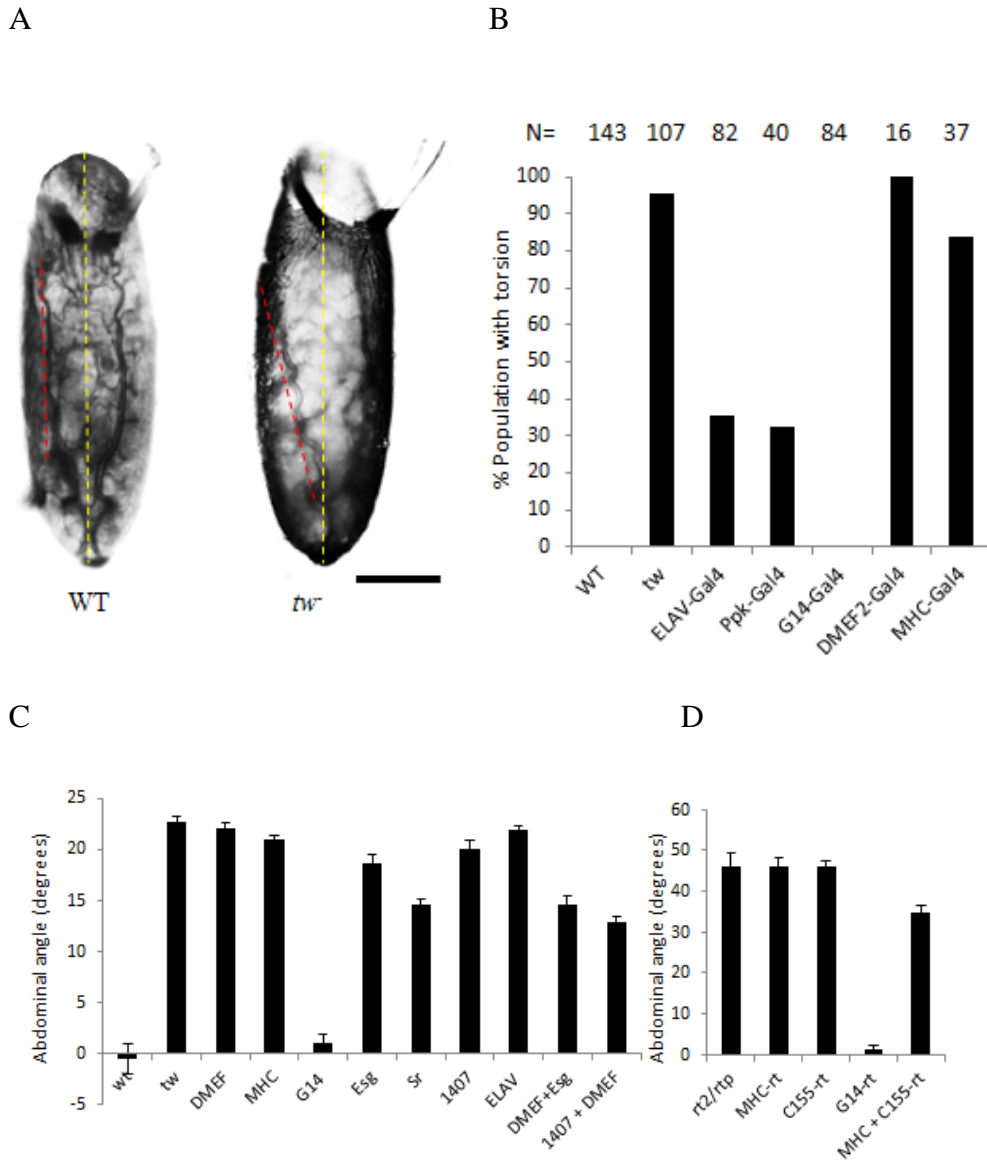 A
B
N= 143 107 82 40 84 16 37
100
90
80
70
60
50
40
30
20
10
0
% Population with torsion
WT
tw
ELAV-Gal4
Ppk-Gal4
G14-Gal4
DMEF2-Gal4
MHC-Gal4
WT
tw-
C
D
25
20
15
10
5
0
-5
Abdominal angle (degrees)
wt
tw
DMEF
MHC
G14
Esg
Sr
1407
ELAV
DMEF+Esg
1407 + DMEF
60
50
40
30
20
10
0
Abdominal angle (degrees)
rt2/rtp
MHC-rt
C155-rt
G14-rt
MHC + C155-rt